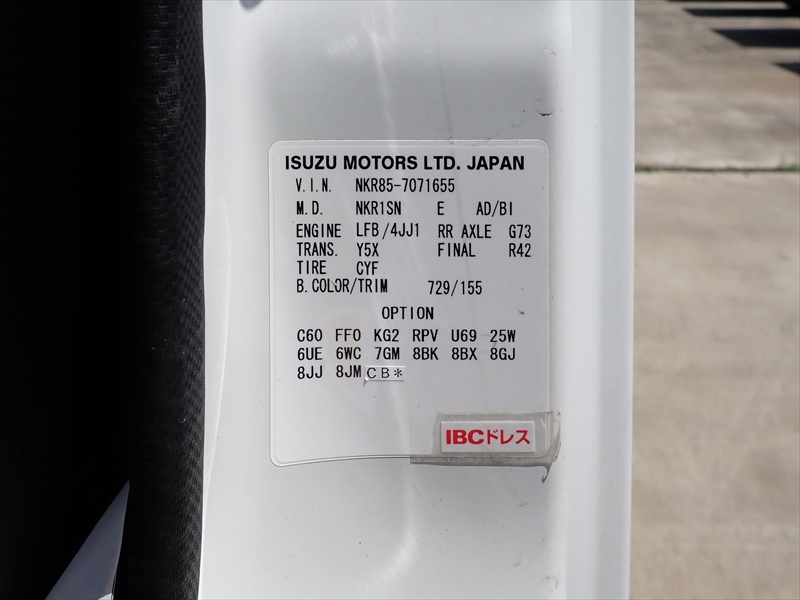 ISUZU MOTORS LTD. JAPAN
V.I.N. NKR85-7071655
M.D. NKR1SN E AD/BI
ENGINE LFB/4JJ1 RR AXLE G73
TRANS. Y5X FINAL R42
TIRE CYF
B.COLOR/TRIM 729/155
OPTION
C60 FF0 KG2 RPV U69 25W
6UE 6WC 7GM 8BK 8BX 8GJ
8JJ 8JM CB*
IBCドレス